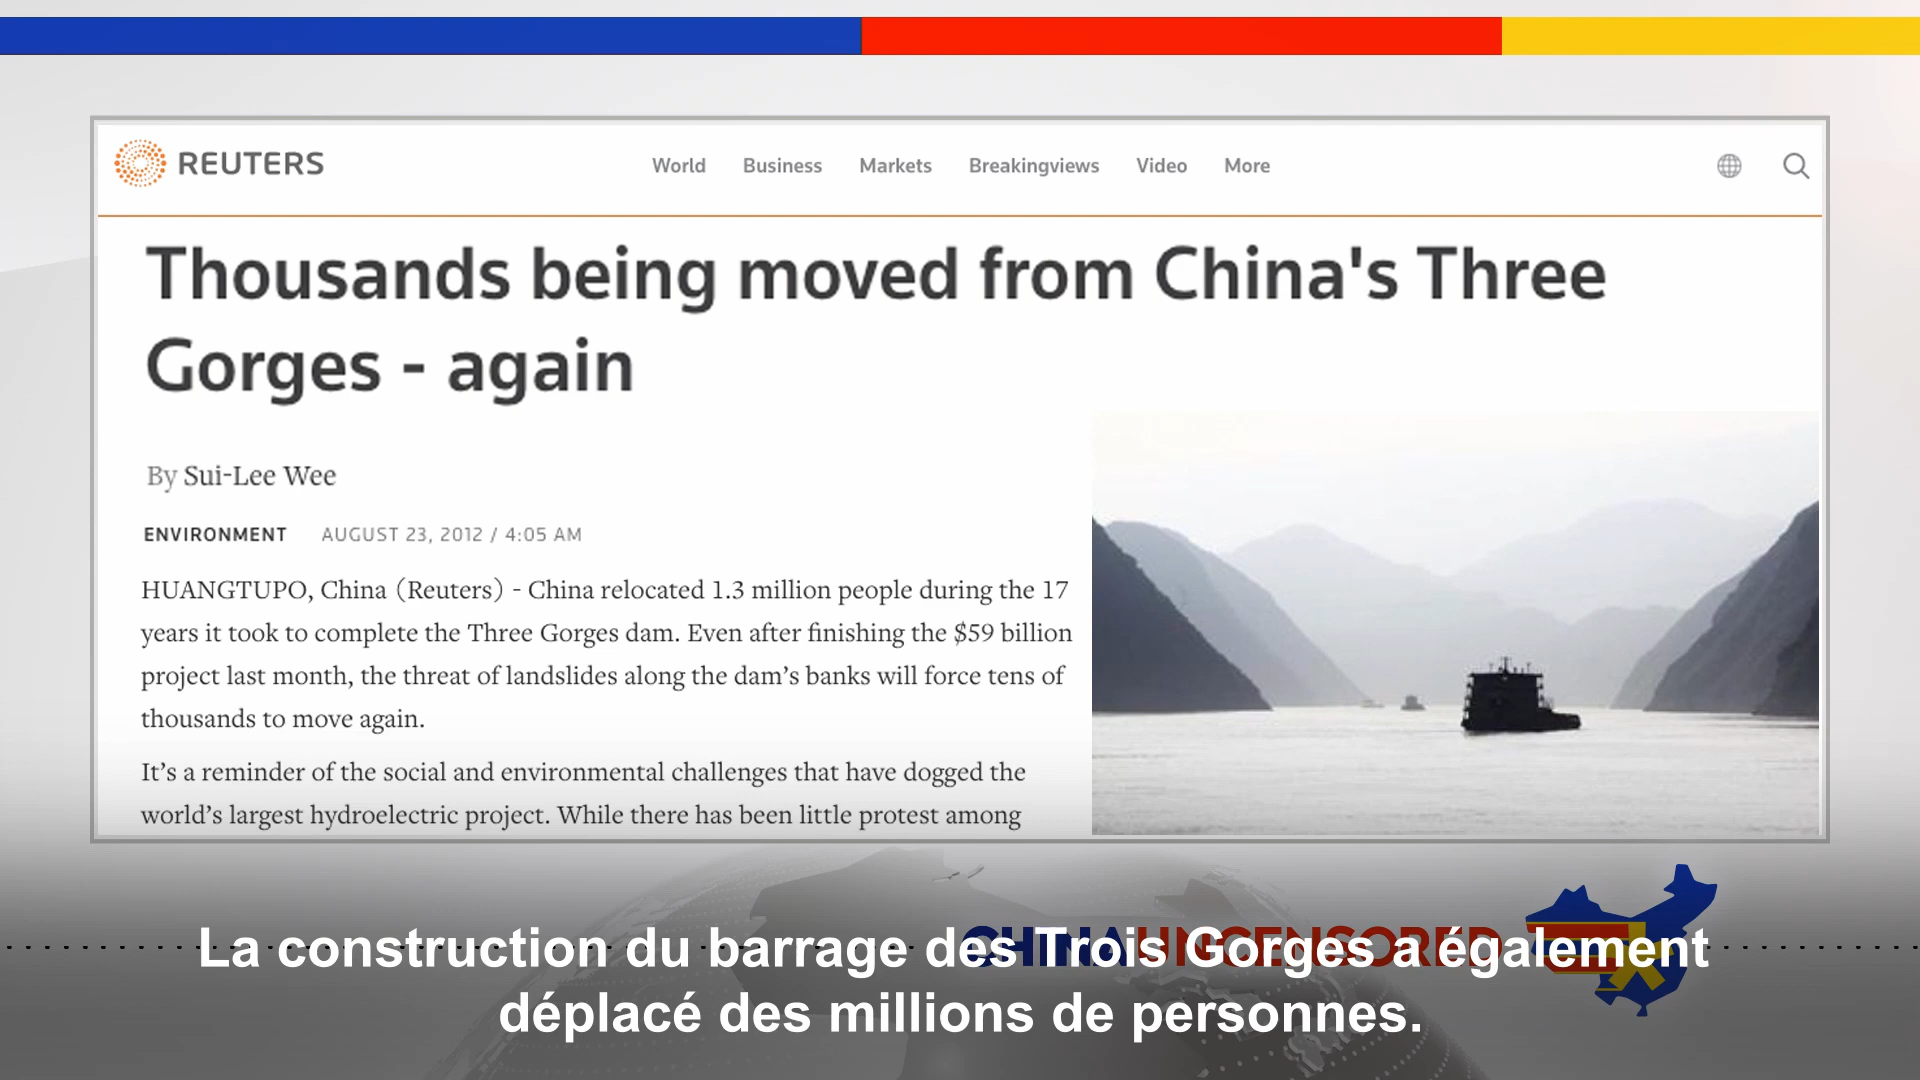 REUTERS
World Business Markets Breakingviews Video More
Thousands being moved from China's Three
Gorges - again
By Sui-Lee Wee
ENVIRONMENT AUGUST 23, 2012 / 4:05 AM
HUANGTUPO, China (Reuters) - China relocated 1.3 million people during the 17
years it took to complete the Three Gorges dam. Even after finishing the $59 billion
project last month, the threat of landslides along the dam's banks will force tens of
thousands to move again.
It's a reminder of the social and environmental challenges that have dogged the
world's largest hydroelectric project. While there has been little protest among
CHINA UNCENSORED
La construction du barrage des Trois Gorges a également
déplacé des millions de personnes.